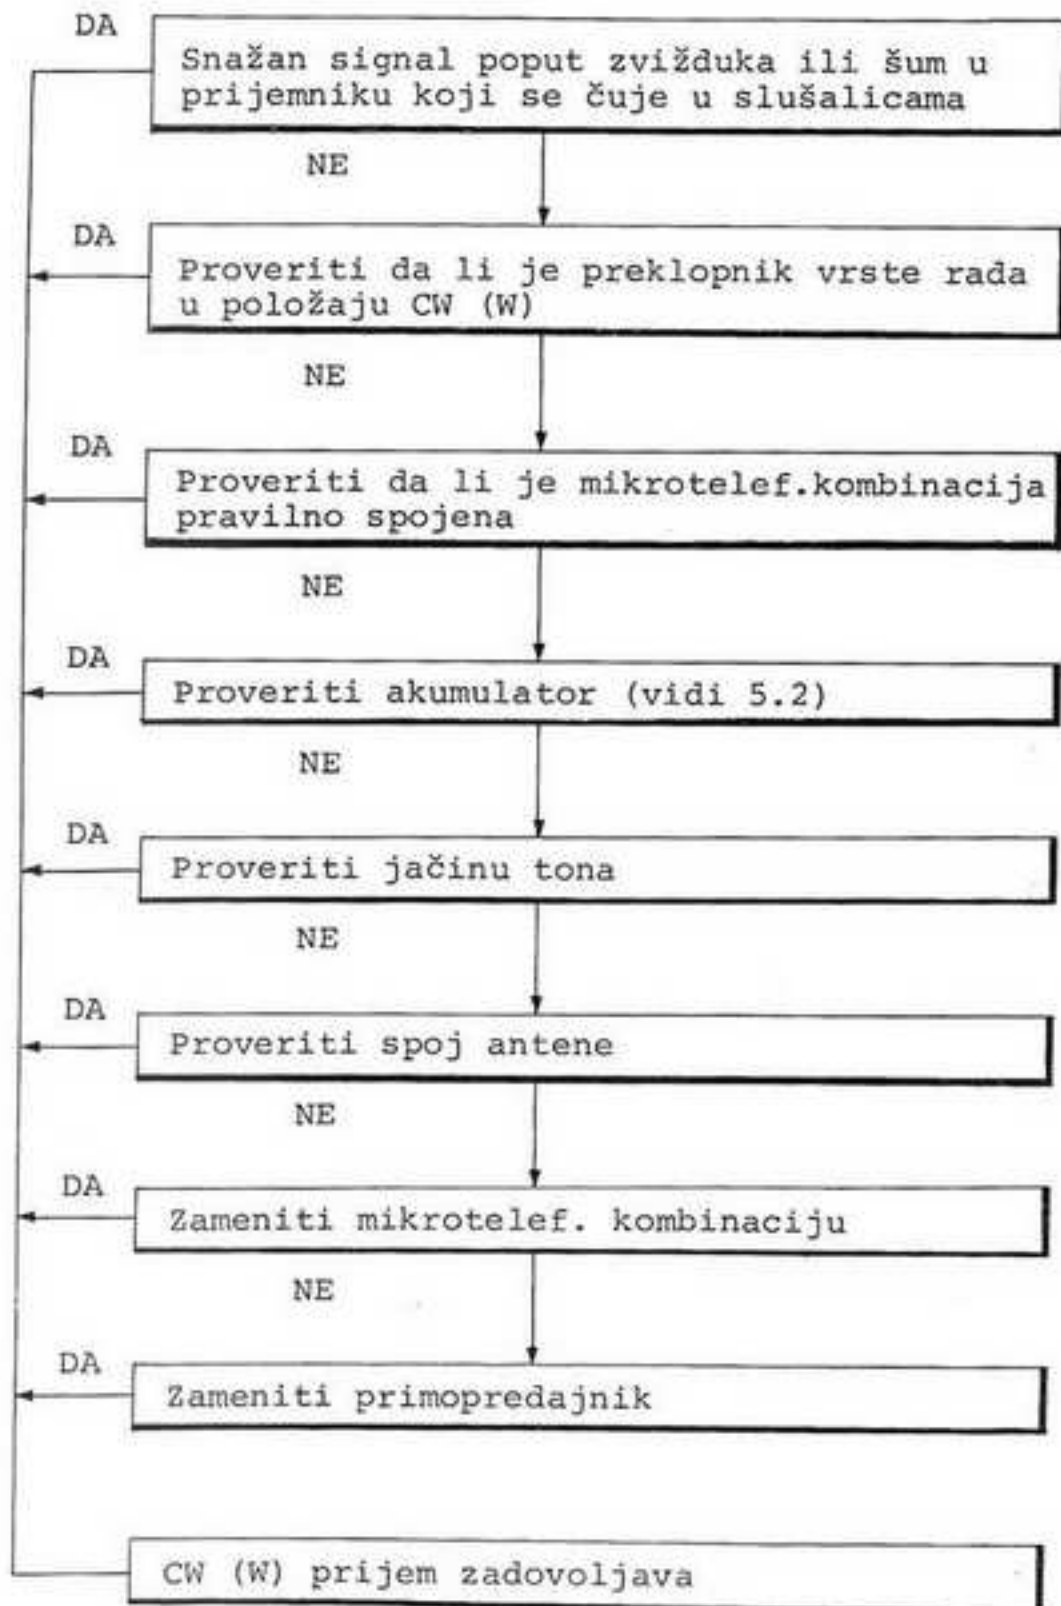 DA
Snažan signal poput zvižduka ili šum u
prijemniku koji se čuje u slušalicama
NE
DA
Proveriti da li je preklopnik vrste rada
u položaju CW (W)
NE
DA
Proveriti da li je mikrotelef.kombinacija
pravilno spojena
NE
DA
Proveriti akumulator (vidi 5.2)
NE
DA
Proveriti jačinu tona
NE
DA
Proveriti spoj antene
NE
DA
Zameniti mikrotelef. kombinaciju
NE
DA
Zameniti primopredajnik
CW (W) prijem zadovoljava